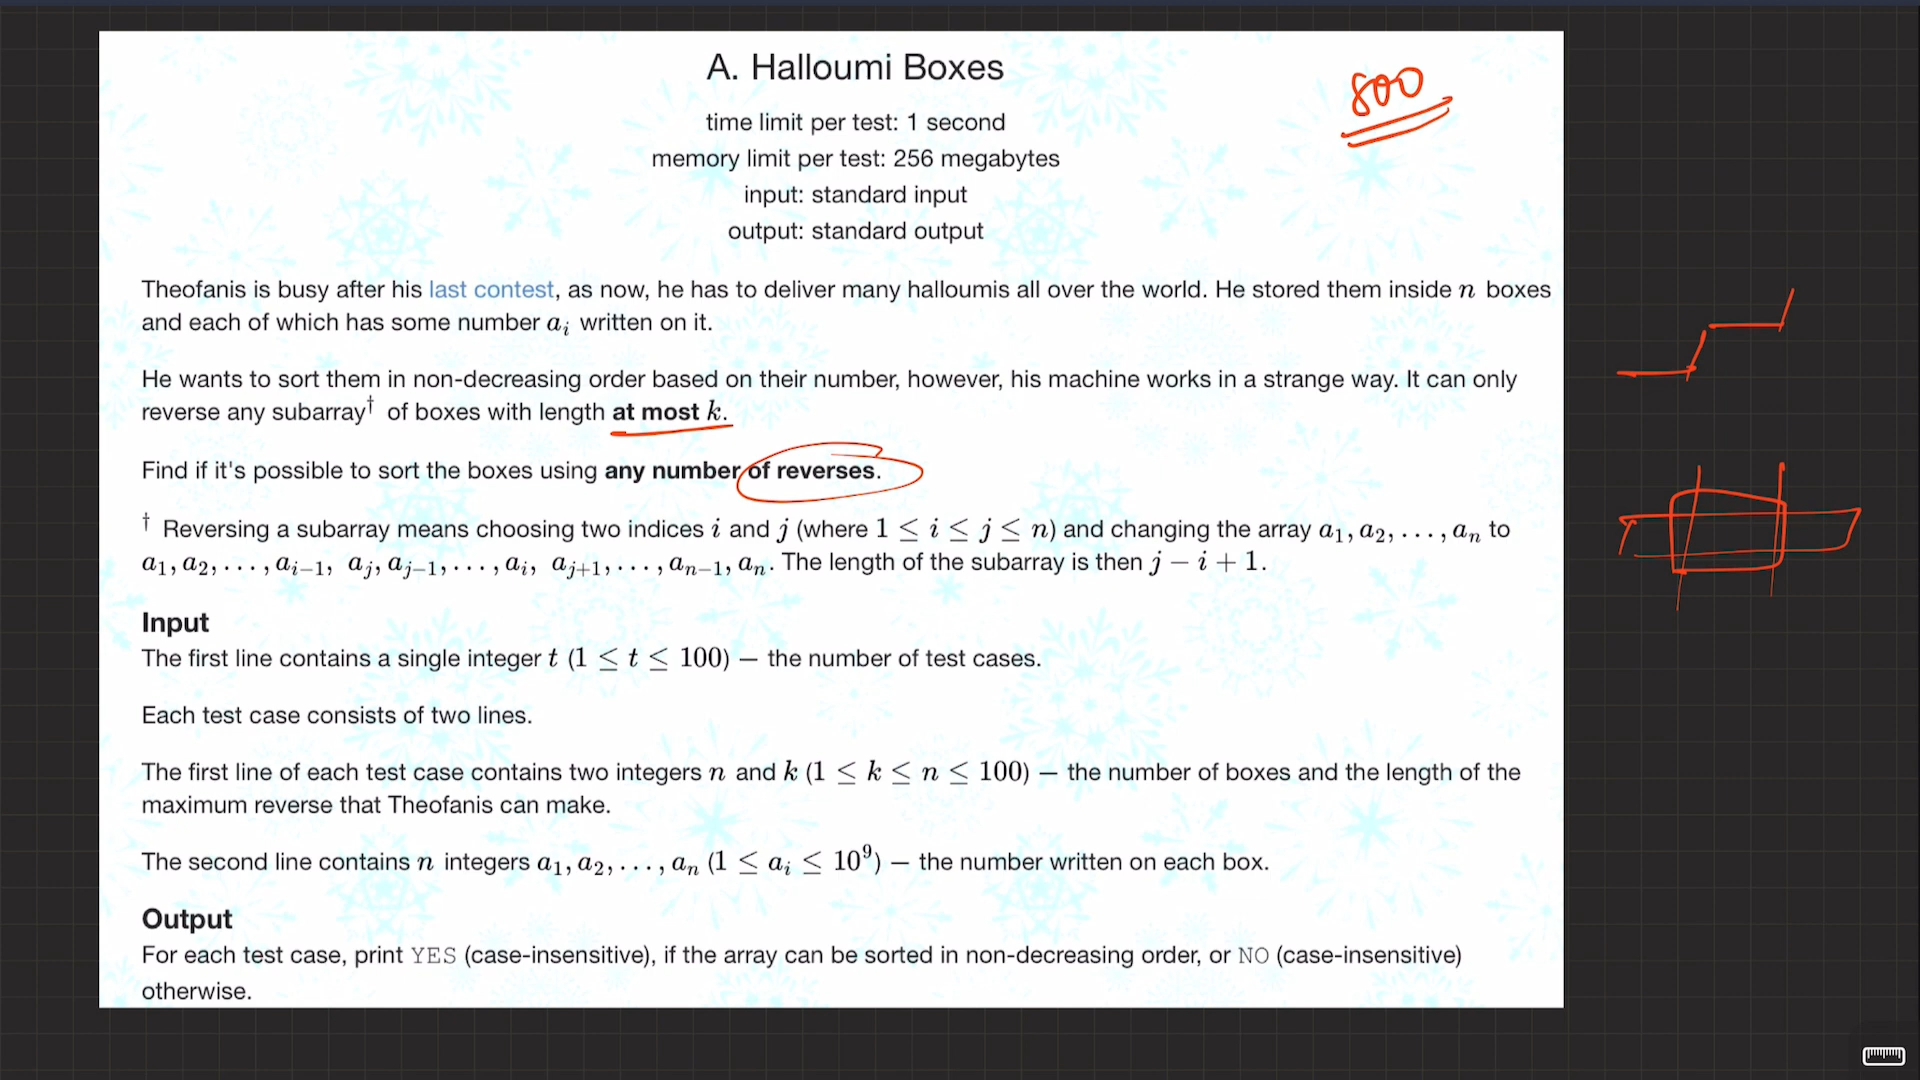 A. Halloumi Boxes
800
time limit per test: 1 second
memory limit per test: 256 megabytes
input: standard input
output: standard output
Theofanis is busy after his last contest, as now, he has to deliver many halloumis all over the world. He stored them inside n boxes
and each of which has some number a_i written on it.
He wants to sort them in non-decreasing order based on their number, however, his machine works in a strange way. It can only
reverse any subarray† of boxes with length at most k.
Find if it's possible to sort the boxes using any number of reverses.
† Reversing a subarray means choosing two indices i and j (where 1 ≤ i ≤ j ≤ n) and changing the array a₁, a₂, . . . , aₙ to
a₁, a₂, . . . , a_{i−1}, a_j, a_{j−1}, . . . , a_i, a_{j+1}, . . . , a_{n−1}, a_n. The length of the subarray is then j − i + 1.
Input
The first line contains a single integer t (1 ≤ t ≤ 100) — the number of test cases.
Each test case consists of two lines.
The first line of each test case contains two integers n and k (1 ≤ k ≤ n ≤ 100) — the number of boxes and the length of the
maximum reverse that Theofanis can make.
The second line contains n integers a₁, a₂, . . . , aₙ (1 ≤ a_i ≤ 10⁹) — the number written on each box.
Output
For each test case, print YES (case-insensitive), if the array can be sorted in non-decreasing order, or NO (case-insensitive)
otherwise.